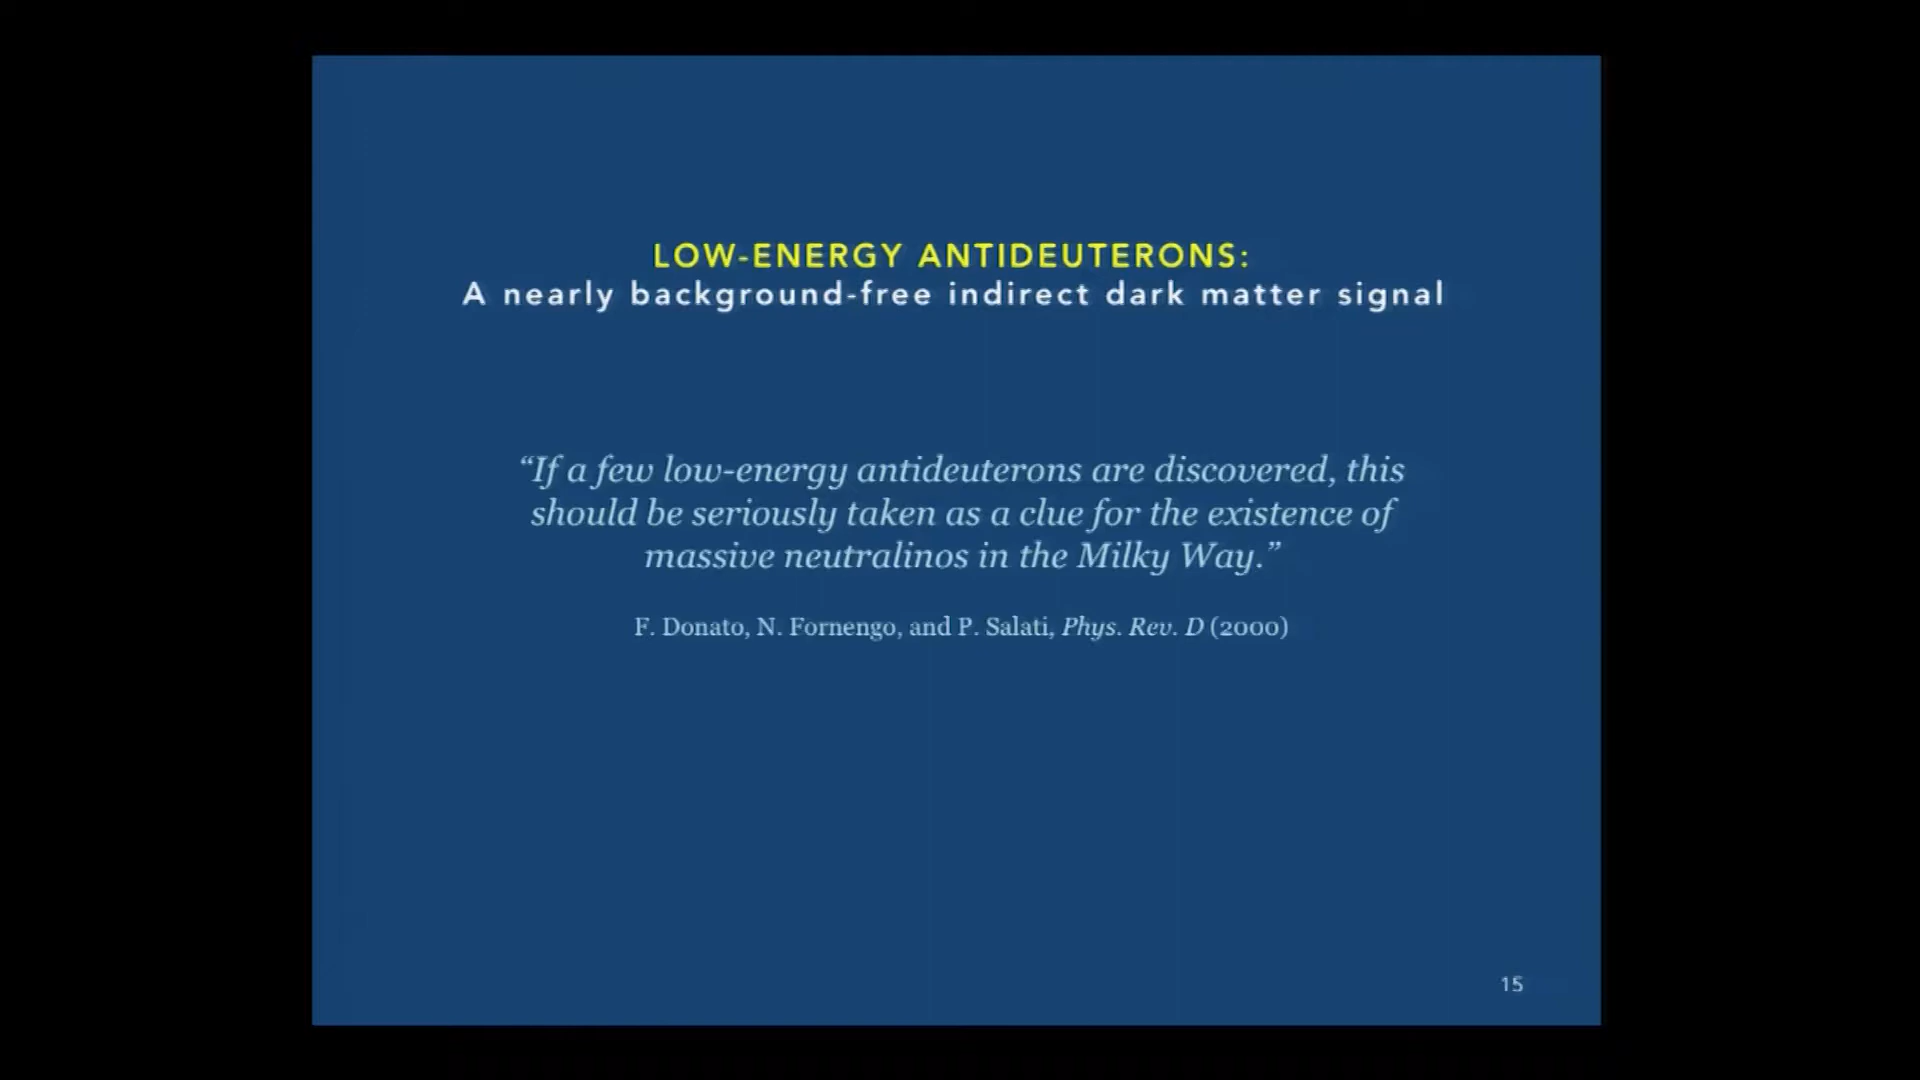 LOW-ENERGY ANTIDEUTERONS:
A nearly background-free indirect dark matter signal
“If a few low-energy antideuterons are discovered, this
should be seriously taken as a clue for the existence of
massive neutralinos in the Milky Way.”
F. Donato, N. Fornengo, and P. Salati, Phys. Rev. D (2000)
15